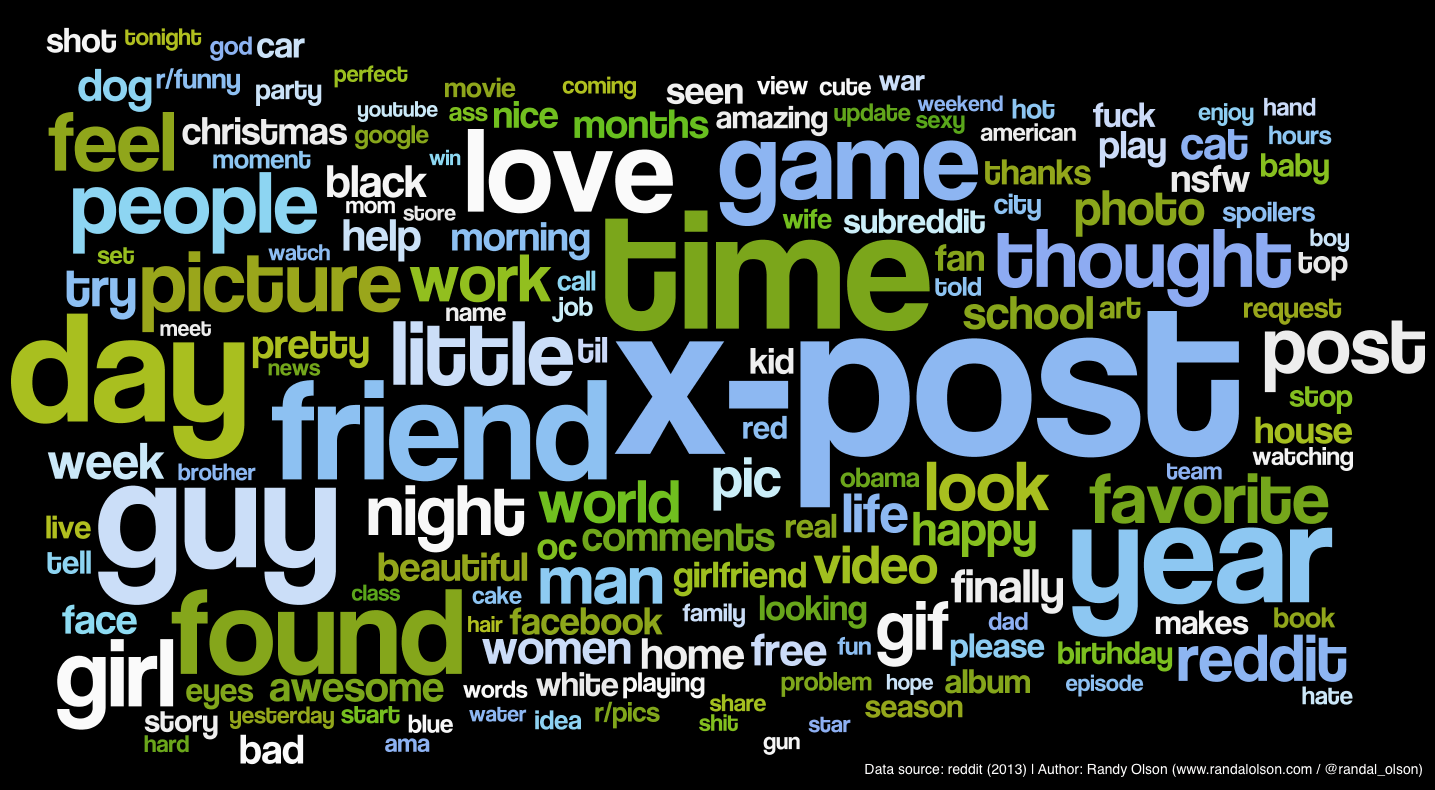 shot tonight god car
dog r/funny party perfect movie coming seen view cute war
youtube ass nice months amazing update weekend sexy hot american fuck enjoy hand
feel christmas google love game play cat hours
moment win thanks nsfw baby
people black mom store wife subreddit city photo spoilers
help morning time thought boy
set watch fan top
try picture work call told
name job school art request
day meet pretty little til x-post post
news kid
friend red stop
house
week brother pic obama look team watching
guy night world life favorite
live comments real happy year
tell beautiful oc man girlfriend video finally
class cake
face found hair facebook family looking gif dad makes book
girl women home free fun please birthday reddit
eyes awesome words white playing problem hope album episode hate
story yesterday start blue water idea r/pics share shit star season
hard bad ama gun
Data source: reddit (2013) | Author: Randy Olson (www.randalolson.com / @randal_olson)